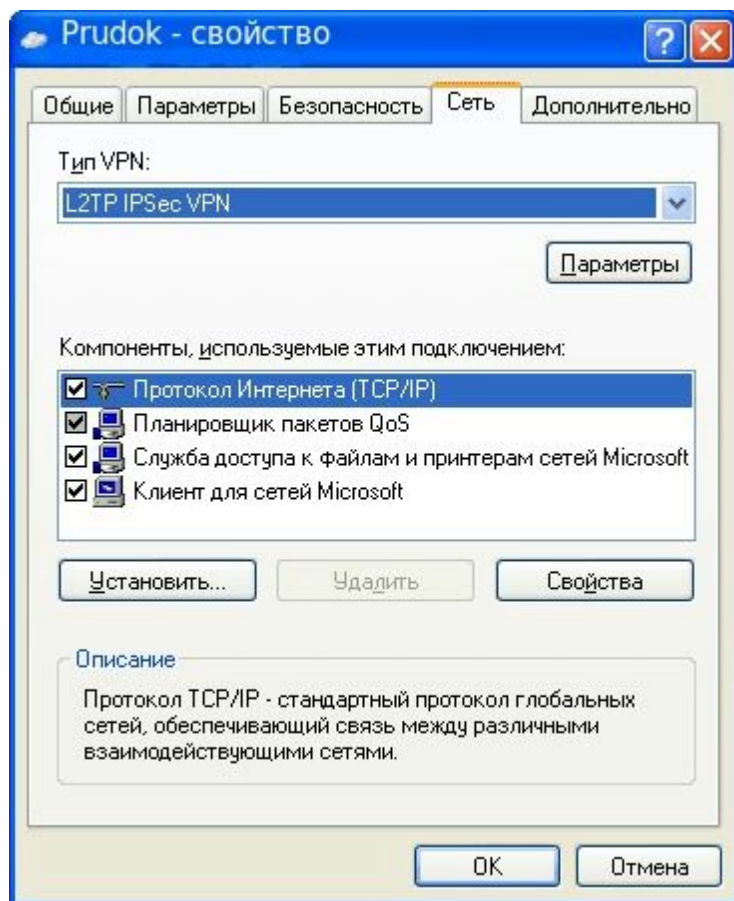 Prudok - свойство
Общие Параметры Безопасность Сеть Дополнительно
Тип VPN:
L2TP IPSec VPN
Параметры
Компоненты, используемые этим подключением:
Протокол Интернета (TCP/IP)
Планировщик пакетов QoS
Служба доступа к файлам и принтерам сетей Microsoft
Клиент для сетей Microsoft
Установить... Удалить Свойства
Описание
Протокол TCP/IP - стандартный протокол глобальных
сетей, обеспечивающий связь между различными
взаимодействующими сетями.
OK Отмена